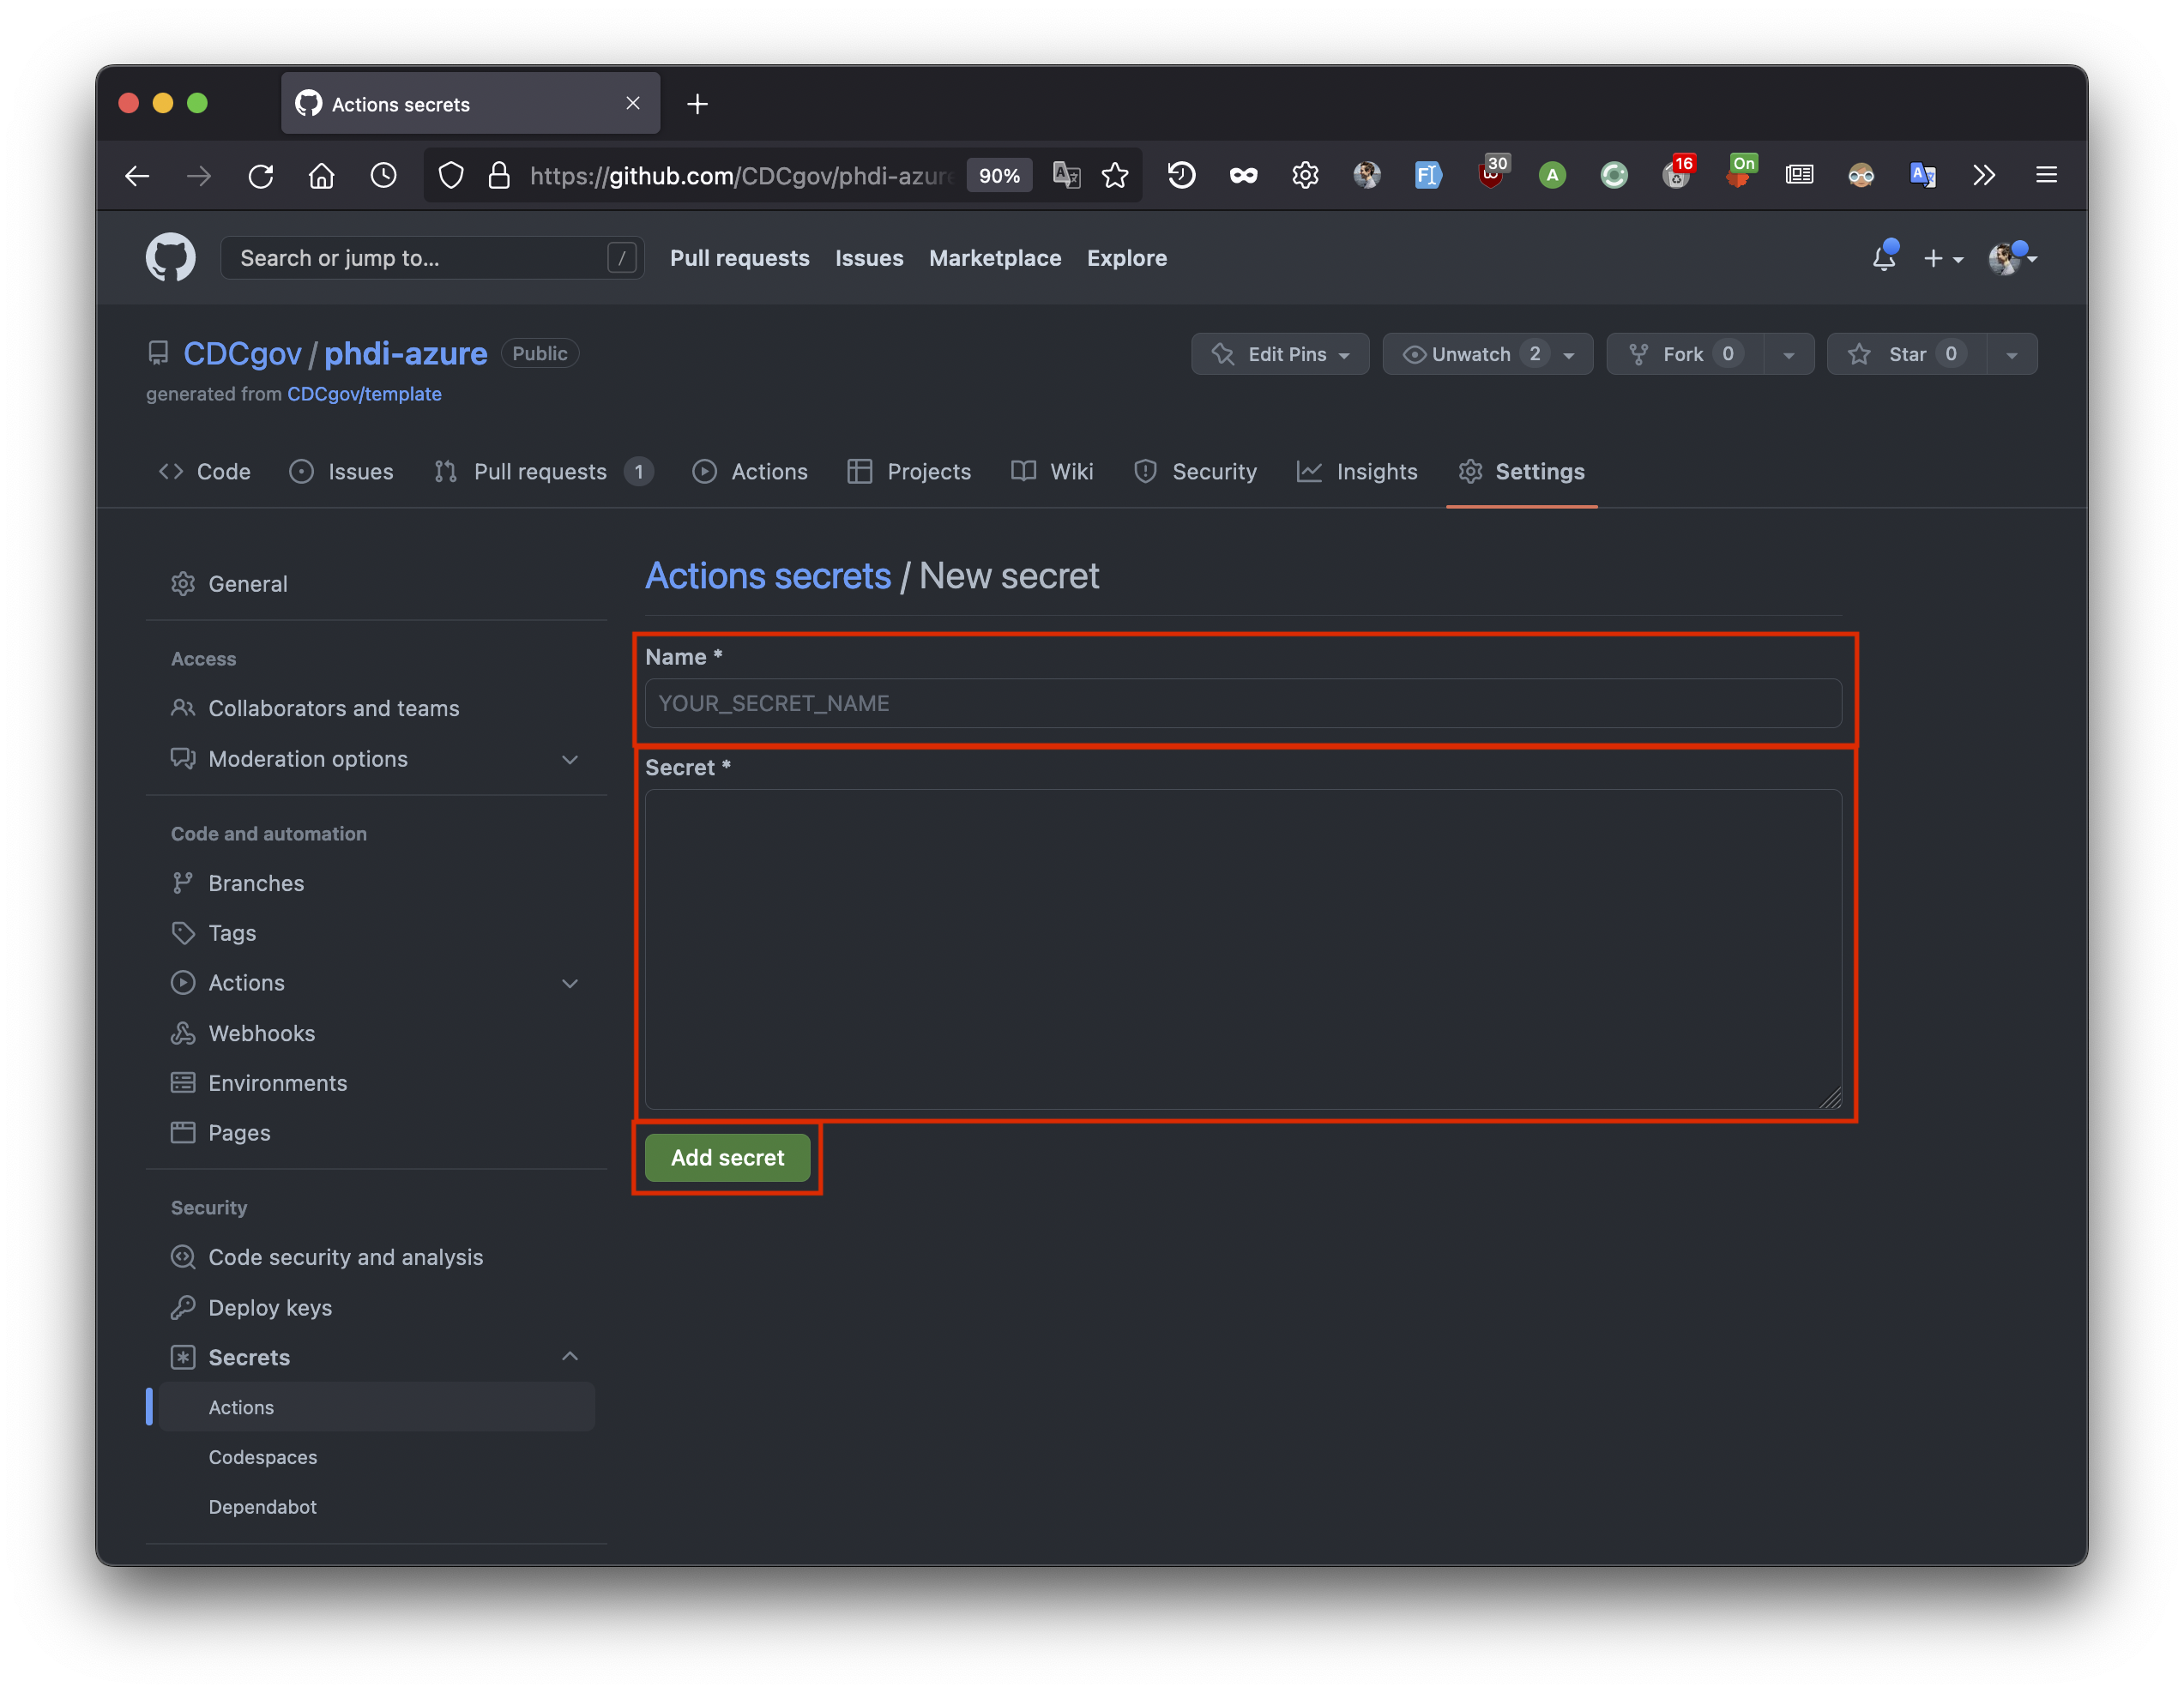 Actions secrets
https://github.com/CDCgov/phdi-azure 90% 30 A 16 On
Search or jump to... / Pull requests Issues Marketplace Explore
CDCgov / phdi-azure Public Edit Pins Unwatch 2 Fork 0 Star 0
generated from CDCgov/template
Code Issues Pull requests 1 Actions Projects Wiki Security Insights Settings
Actions secrets / New secret
General
Access
Collaborators and teams
Moderation options
Code and automation
Branches
Tags
Actions
Webhooks
Environments
Pages
Security
Code security and analysis
Deploy keys
Secrets
Actions
Codespaces
Dependabot
Name *
YOUR_SECRET_NAME
Secret *
Add secret